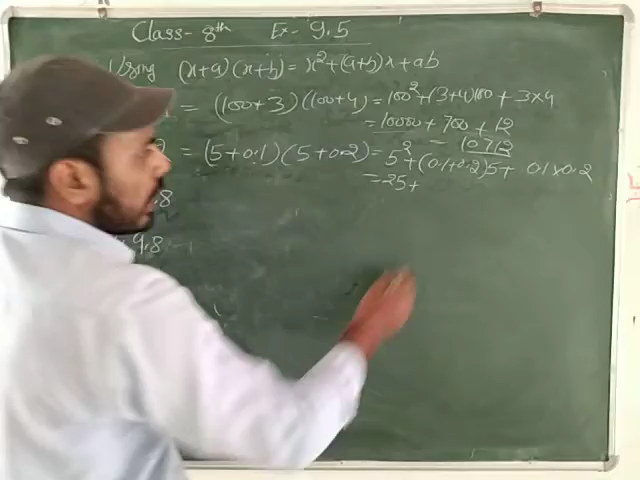 Class- 8th Ex- 9.5
Using (x+a)(x+b)= x²+(a+b)x+ab
= (100+3)(100+4) = 100²+(3+4)100 + 3×4
= 10000 + 700 + 12
= 10712
2 = (5+0.1)(5+0.2) = 5²+(0.1+0.2)5+ 0.1×0.2
= 25+
.8
9.8